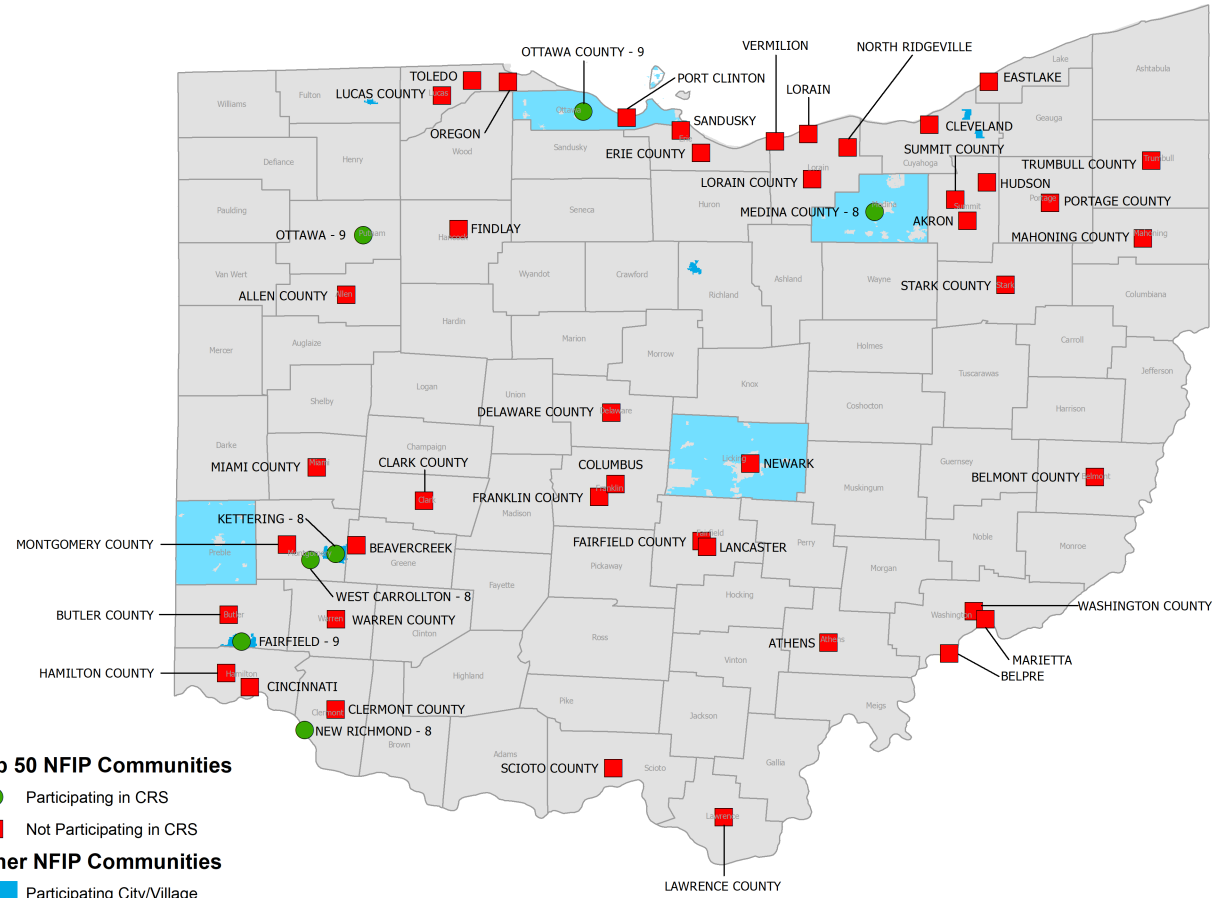 OTTAWA COUNTY - 9
VERMILION
NORTH RIDGEVILLE
TOLEDO
PORT CLINTON
LORAIN
EASTLAKE
LUCAS COUNTY
OREGON
SANDUSKY
CLEVELAND
ERIE COUNTY
SUMMIT COUNTY
TRUMBULL COUNTY
LORAIN COUNTY
HUDSON
PORTAGE COUNTY
MEDINA COUNTY - 8
AKRON
OTTAWA - 9
FINDLAY
MAHONING COUNTY
ALLEN COUNTY
STARK COUNTY
DELAWARE COUNTY
MIAMI COUNTY
CLARK COUNTY
COLUMBUS
NEWARK
FRANKLIN COUNTY
BELMONT COUNTY
KETTERING - 8
MONTGOMERY COUNTY
BEAVERCREEK
FAIRFIELD COUNTY
LANCASTER
WEST CARROLLTON - 8
BUTLER COUNTY
WARREN COUNTY
WASHINGTON COUNTY
FAIRFIELD - 9
ATHENS
MARIETTA
BELPRE
HAMILTON COUNTY
CINCINNATI
CLERMONT COUNTY
NEW RICHMOND - 8
SCIOTO COUNTY
LAWRENCE COUNTY
Williams
Fulton
Lucas
Ottawa
Lake
Ashtabula
Geauga
Cuyahoga
Trumbull
Defiance
Henry
Wood
Sandusky
Erie
Lorain
Huron
Medina
Summit
Portage
Mahoning
Paulding
Putnam
Hancock
Seneca
Van Wert
Allen
Wyandot
Crawford
Richland
Ashland
Wayne
Stark
Columbiana
Mercer
Auglaize
Hardin
Marion
Morrow
Holmes
Carroll
Jefferson
Tuscarawas
Harrison
Knox
Coshocton
Logan
Union
Shelby
Delaware
Darke
Miami
Champaign
Clark
Franklin
Licking
Muskingum
Guernsey
Belmont
Madison
Preble
Montgomery
Greene
Fayette
Pickaway
Fairfield
Perry
Morgan
Noble
Monroe
Butler
Warren
Clinton
Ross
Hocking
Athens
Washington
Hamilton
Clermont
Highland
Vinton
Meigs
Brown
Adams
Pike
Jackson
Gallia
Scioto
Lawrence
50 NFIP Communities
Participating in CRS
Not Participating in CRS
NFIP Communities
Participating City/Village